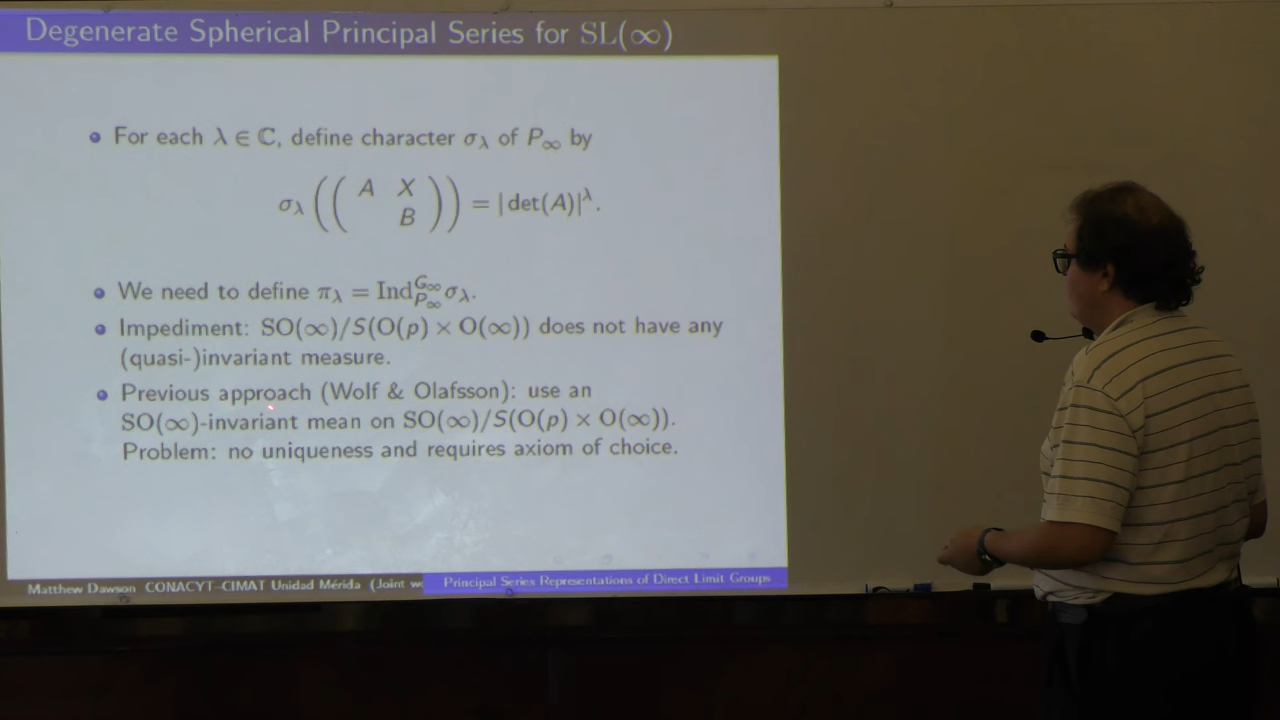 Degenerate Spherical Principal Series for SL(∞)
• For each λ ∈ ℂ, define character σ_λ of P_∞ by
σ_λ ( ( A X
B ) ) = |det(A)|^λ.
• We need to define π_λ = Ind_{P_∞}^{G_∞} σ_λ.
• Impediment: SO(∞)/S(O(p) × O(∞)) does not have any
(quasi-)invariant measure.
• Previous approach (Wolf & Olafsson): use an
SO(∞)-invariant mean on SO(∞)/S(O(p) × O(∞)).
Problem: no uniqueness and requires axiom of choice.
Matthew Dawson CONACYT–CIMAT Unidad Mérida (Joint w
Principal Series Representations of Direct Limit Groups